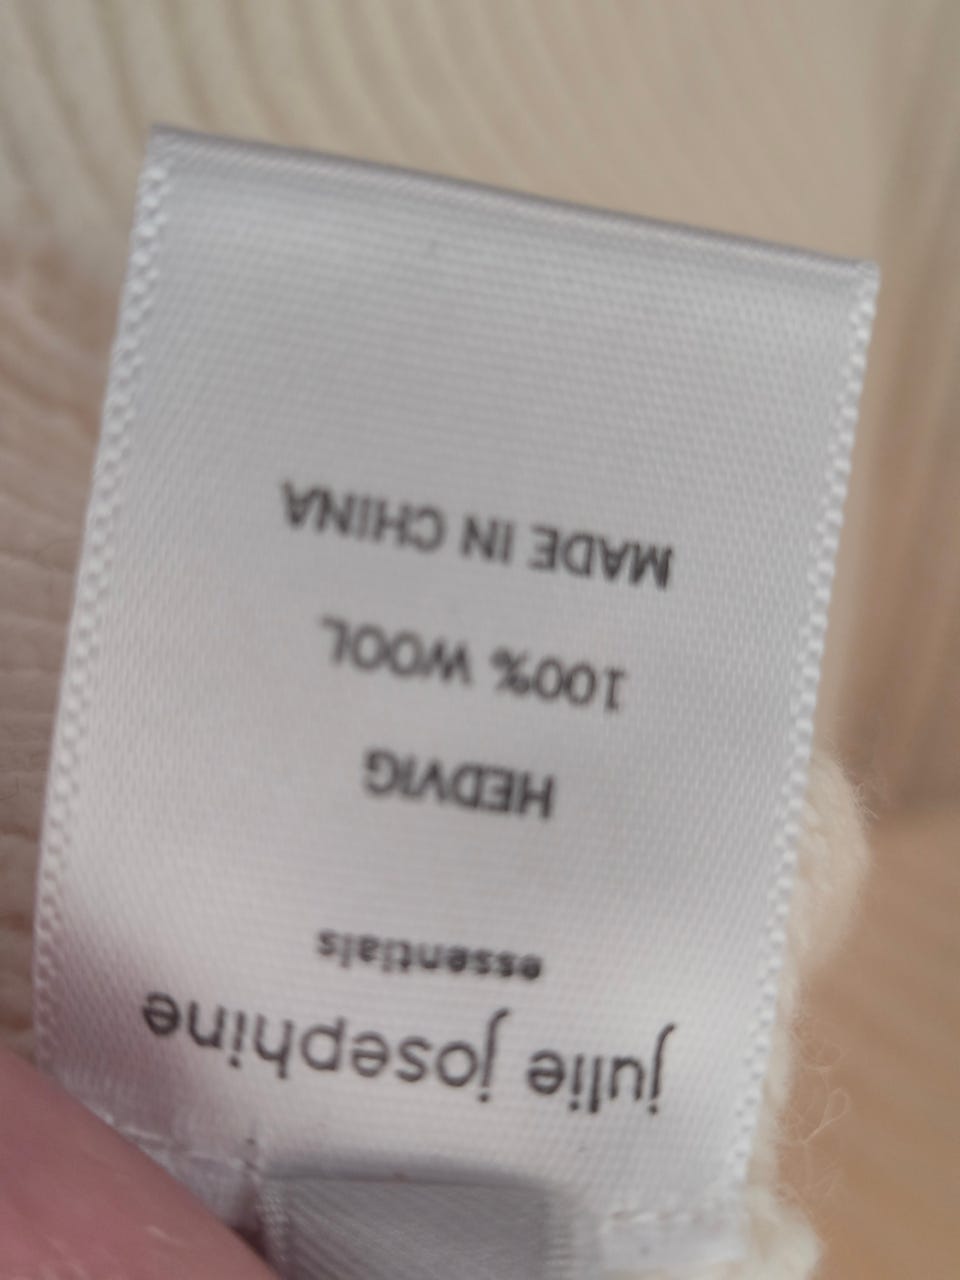 julie josephine
essentials
HEDVIG
100% WOOL
MADE IN CHINA